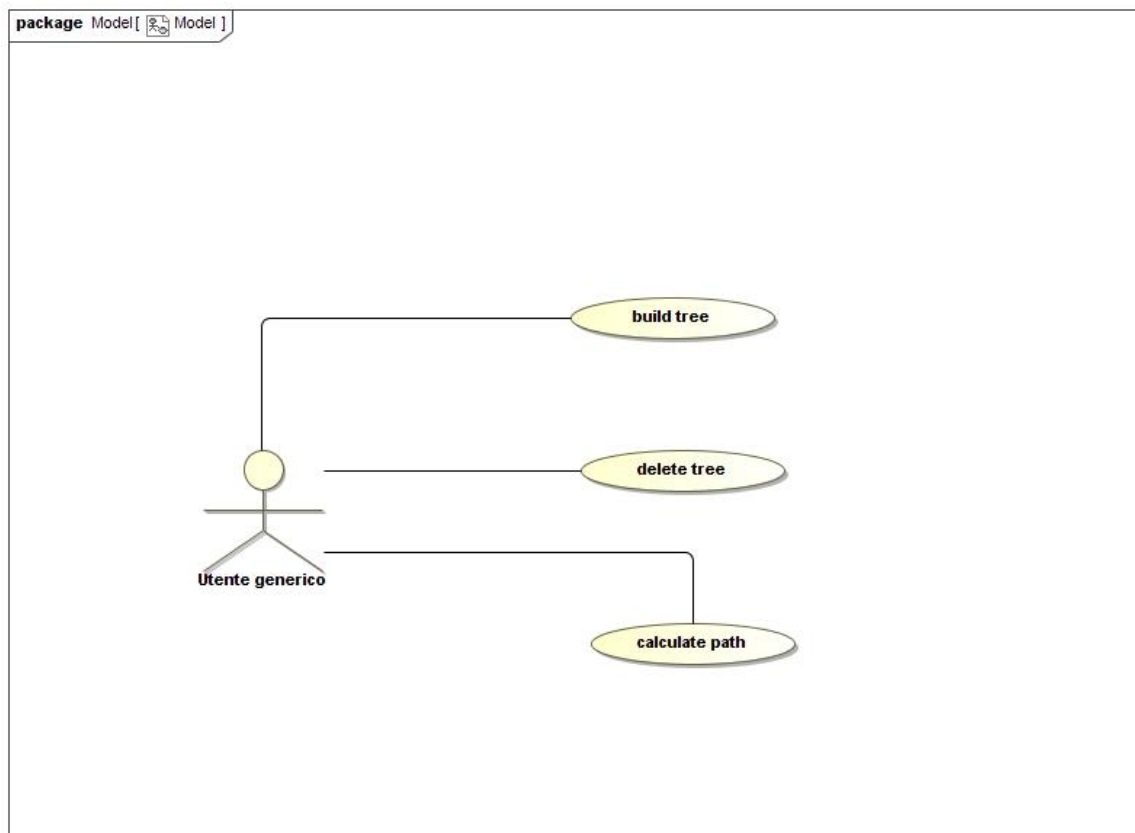 package Model [ Model ]
build tree
delete tree
Utente generico
calculate path